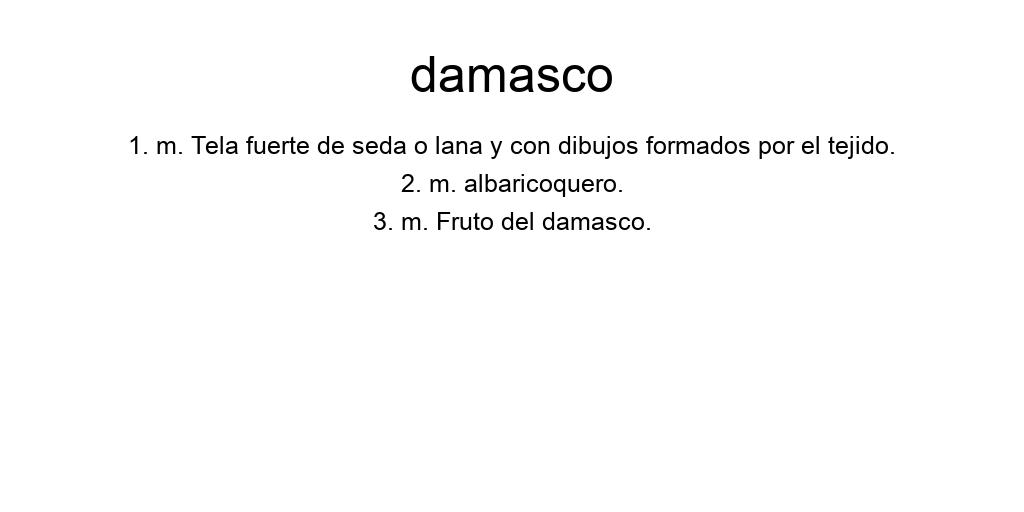 damasco
1. m. Tela fuerte de seda o lana y con dibujos formados por el tejido.
2. m. albaricoquero.
3. m. Fruto del damasco.